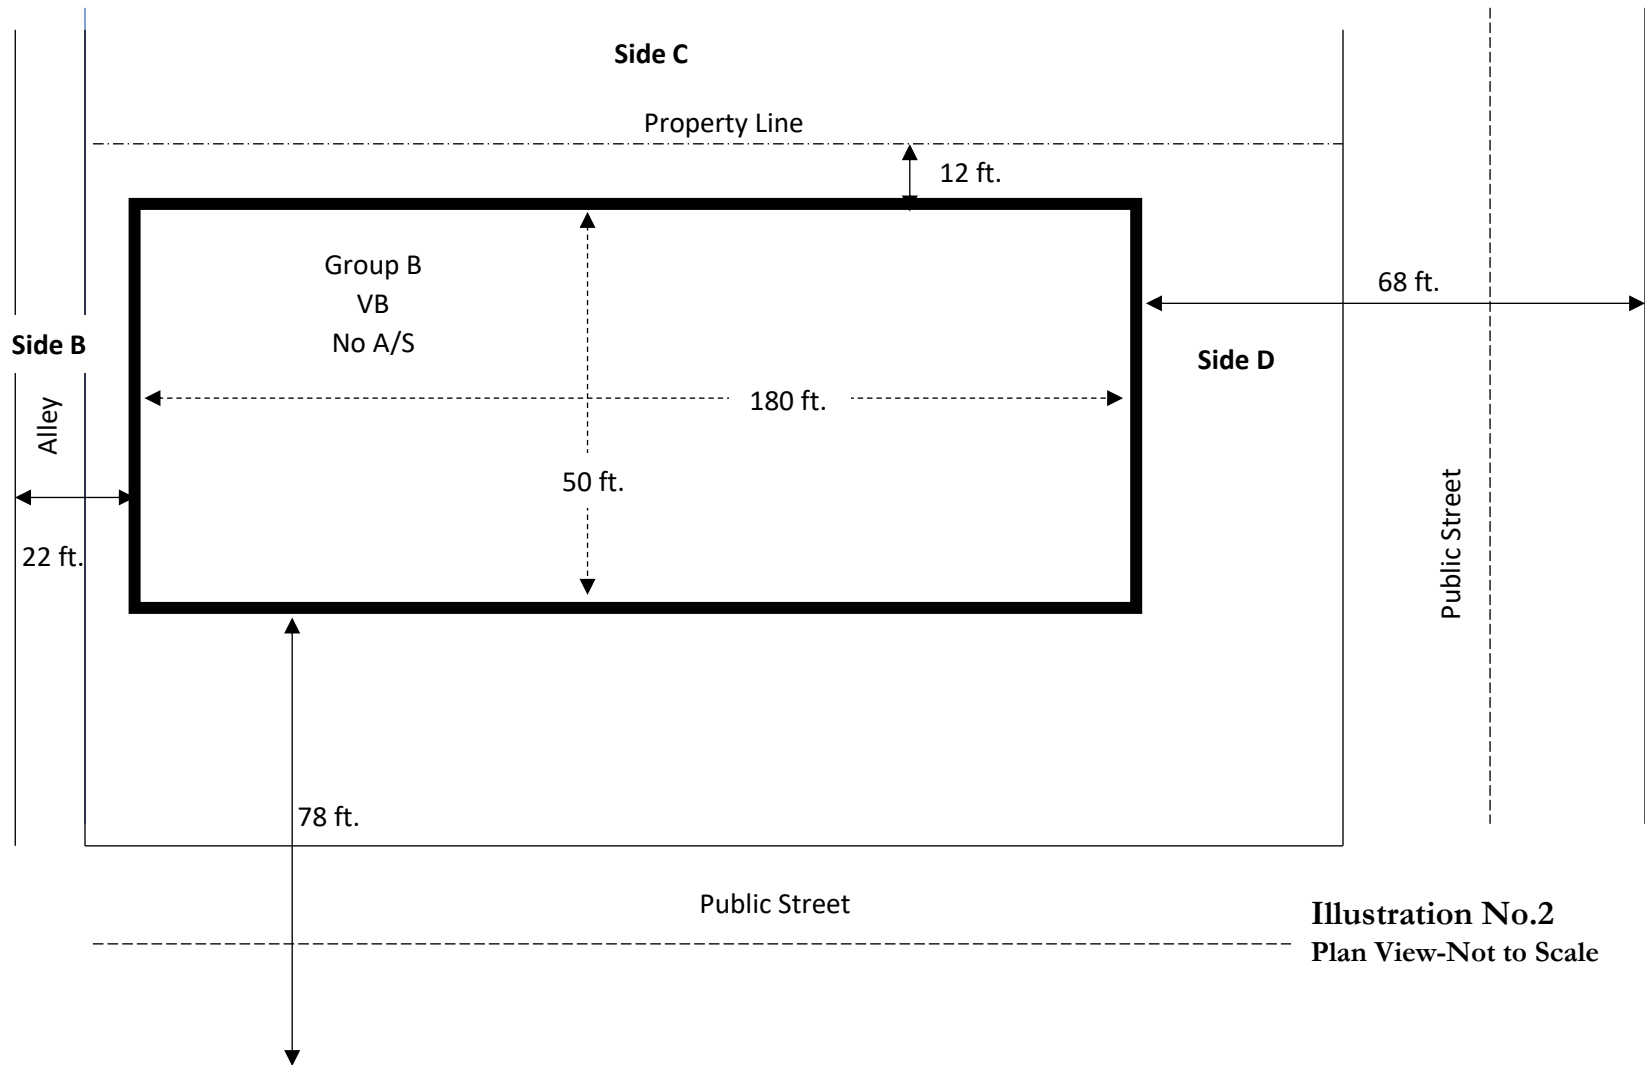 Side C
Property Line
12 ft.
Group B
VB
No A/S
68 ft.
Side B
Side D
180 ft.
Alley
50 ft.
Public Street
22 ft.
78 ft.
Public Street
Illustration No.2
Plan View-Not to Scale